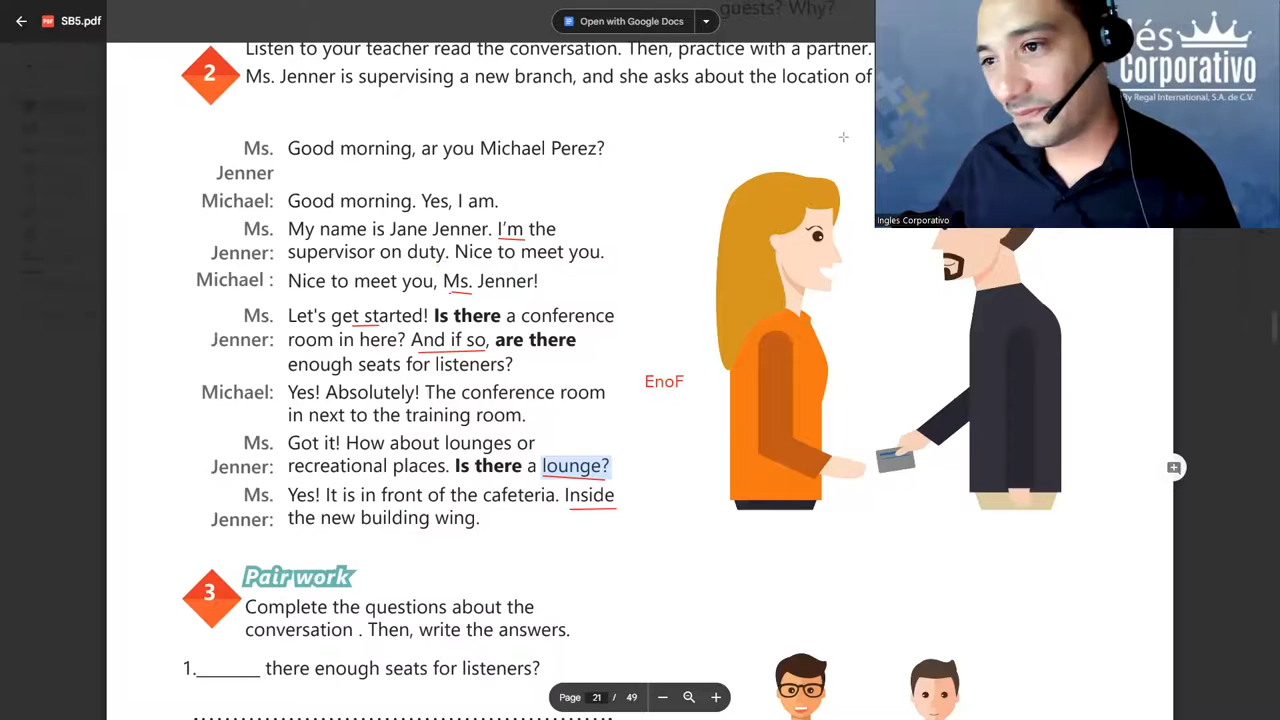 SB5.pdf
Open with Google Docs
guests? Why?
Listen to your teacher read the conversation. Then, practice with a partner.
2
Ms. Jenner is supervising a new branch, and she asks about the location of
és
Corporativo
By Regal International, S.A. de C.V.
Ingles Corporativo
Ms. Good morning, ar you Michael Perez?
Jenner
Michael: Good morning. Yes, I am.
Ms. My name is Jane Jenner. I'm the
Jenner: supervisor on duty. Nice to meet you.
Michael : Nice to meet you, Ms. Jenner!
Ms. Let's get started! Is there a conference
Jenner: room in here? And if so, are there
enough seats for listeners?
EnoF
Michael: Yes! Absolutely! The conference room
in next to the training room.
Ms. Got it! How about lounges or
Jenner: recreational places. Is there a lounge?
Ms. Yes! It is in front of the cafeteria. Inside
Jenner: the new building wing.
Pair work
3
Complete the questions about the
conversation . Then, write the answers.
1._______ there enough seats for listeners?
Page 21 / 49